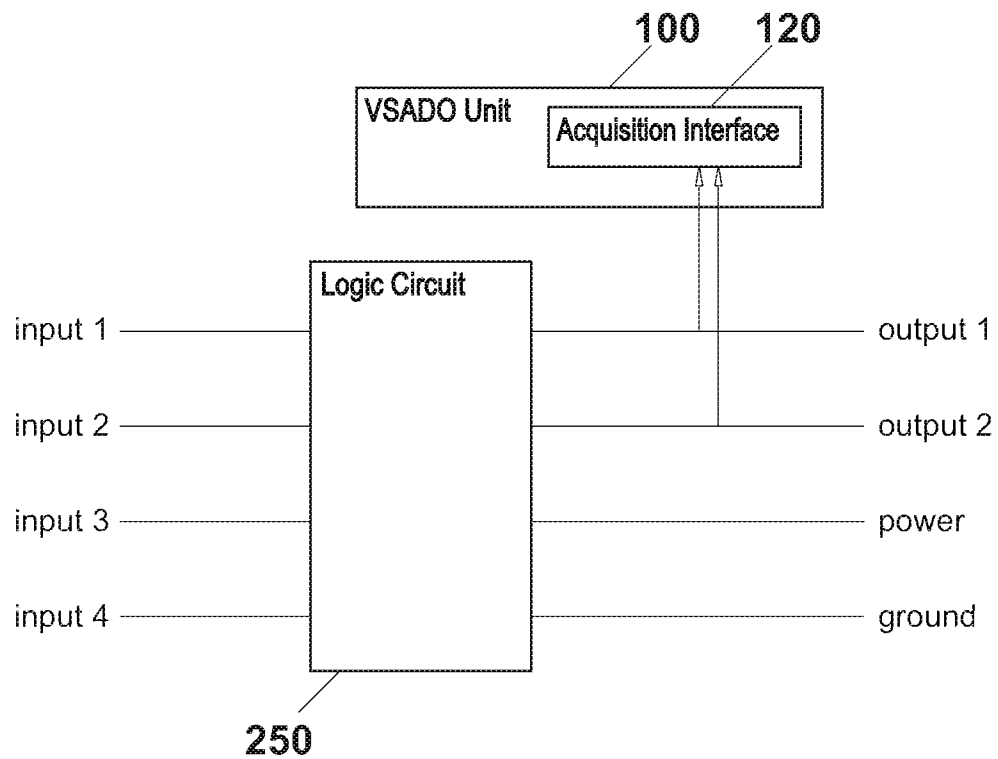 100
120
VSADO Unit
Acquisition Interface
Logic Circuit
input 1
output 1
input 2
output 2
input 3
power
input 4
ground
250